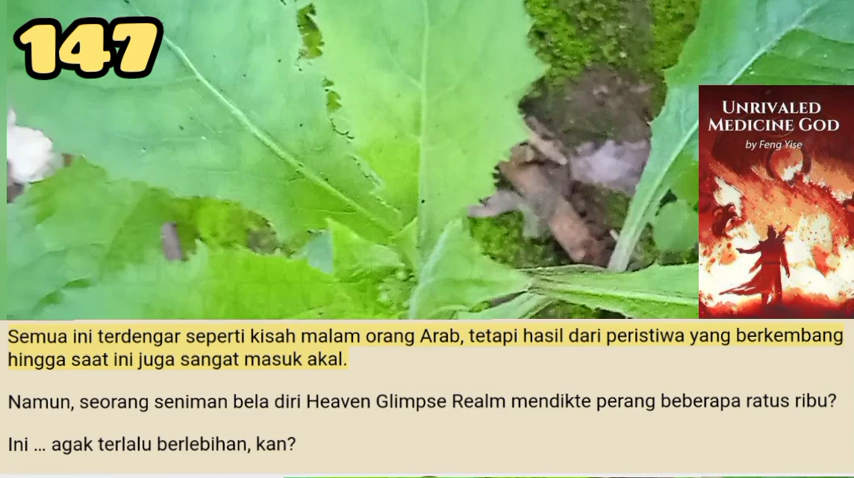 147
UNRIVALED
MEDICINE GOD
by Feng Yise
Semua ini terdengar seperti kisah malam orang Arab, tetapi hasil dari peristiwa yang berkembang
hingga saat ini juga sangat masuk akal.
Namun, seorang seniman bela diri Heaven Glimpse Realm mendikte perang beberapa ratus ribu?
Ini ... agak terlalu berlebihan, kan?